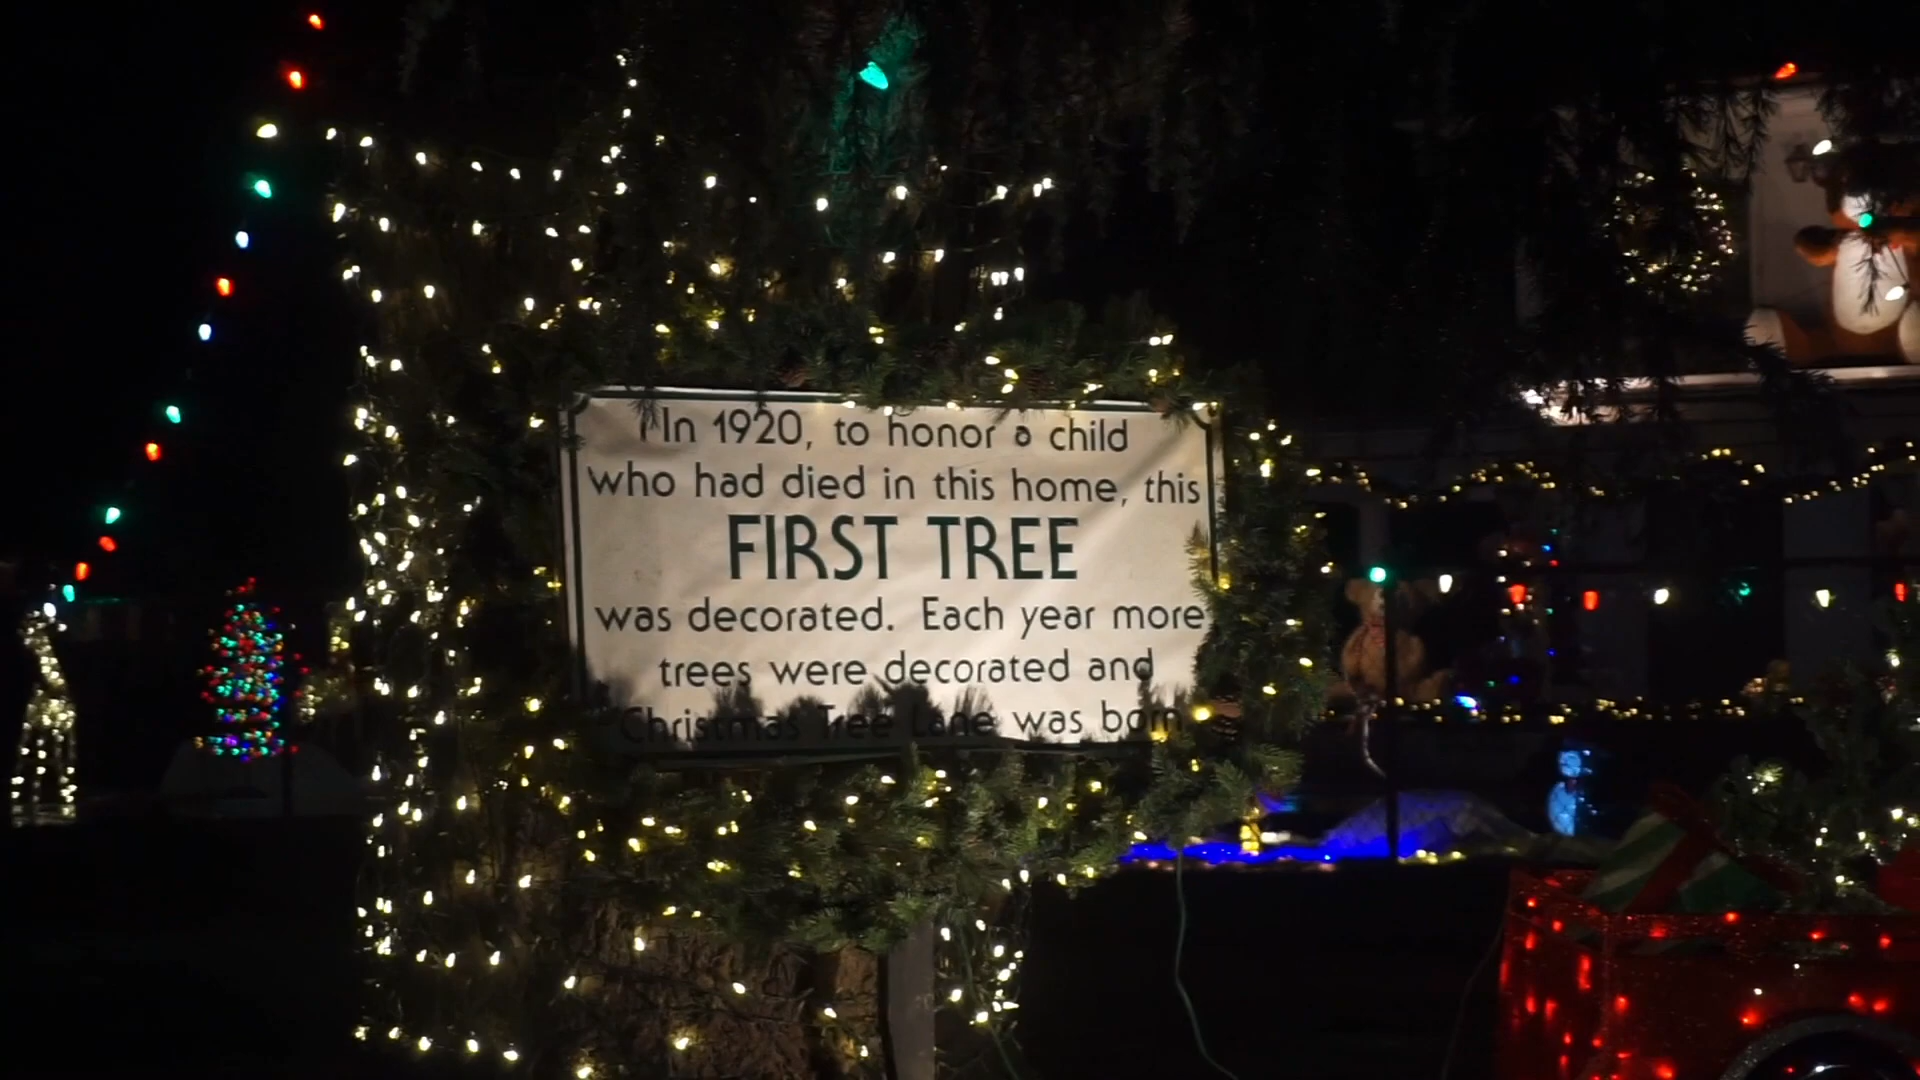 In 1920, to honor a child
who had died in this home, this
FIRST TREE
was decorated. Each year more
trees were decorated and
Christmas Tree Lane was born